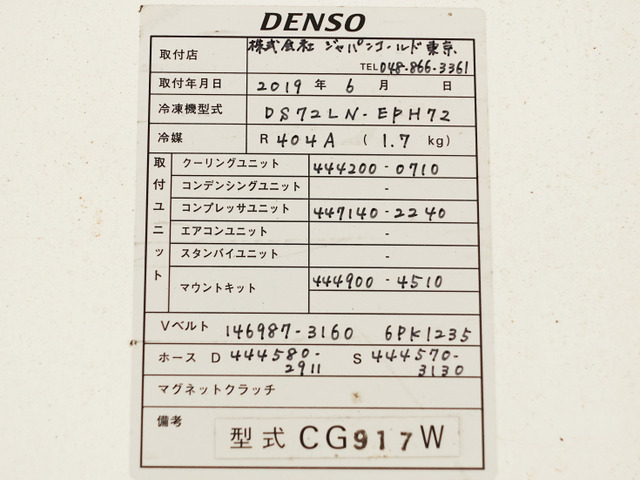 DENSO
取付店 株式会社 ジャパンゴールド東京
TEL 048-866-3361
取付年月日 2019 年 6 月 日
冷凍機型式 DS72LN-EPH72
冷媒 R 404A ( 1.7 kg)
取付ユニット
クーリングユニット 444200-0710
コンデンシングユニット -
コンプレッサユニット 447140-2240
エアコンユニット -
スタンバイユニット -
マウントキット 444900-4510
Vベルト 146987-3160 6PK1235
ホース D 444580-2911 S 444570-3130
マグネットクラッチ
備考
型式 CG917W